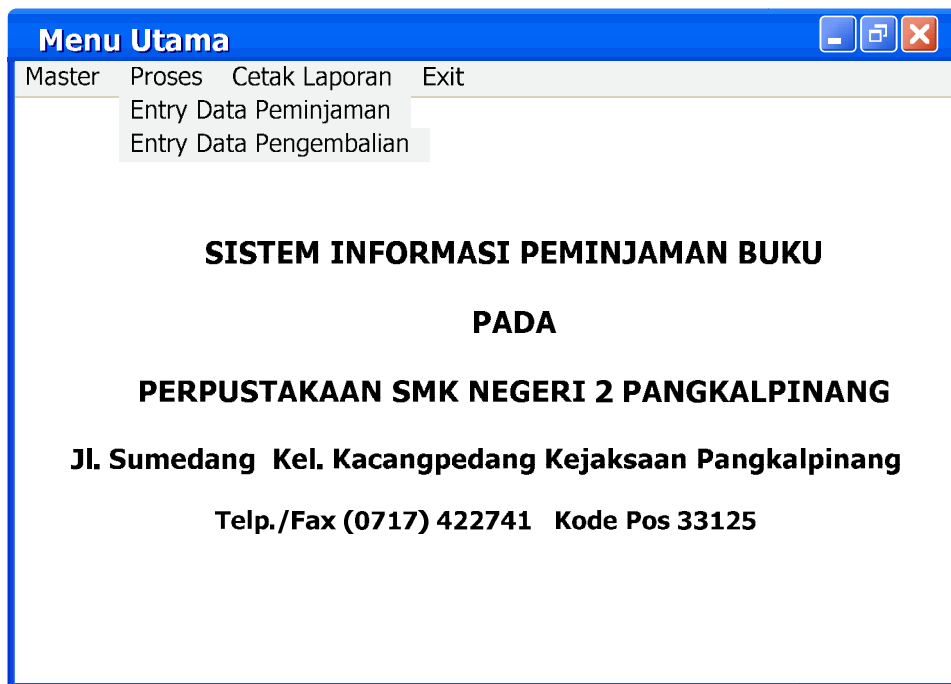 Menu Utama
Master Proses Cetak Laporan Exit
Entry Data Peminjaman
Entry Data Pengembalian
SISTEM INFORMASI PEMINJAMAN BUKU
PADA
PERPUSTAKAAN SMK NEGERI 2 PANGKALPINANG
Jl. Sumedang Kel. Kacangpedang Kejaksaan Pangkalpinang
Telp./Fax (0717) 422741 Kode Pos 33125